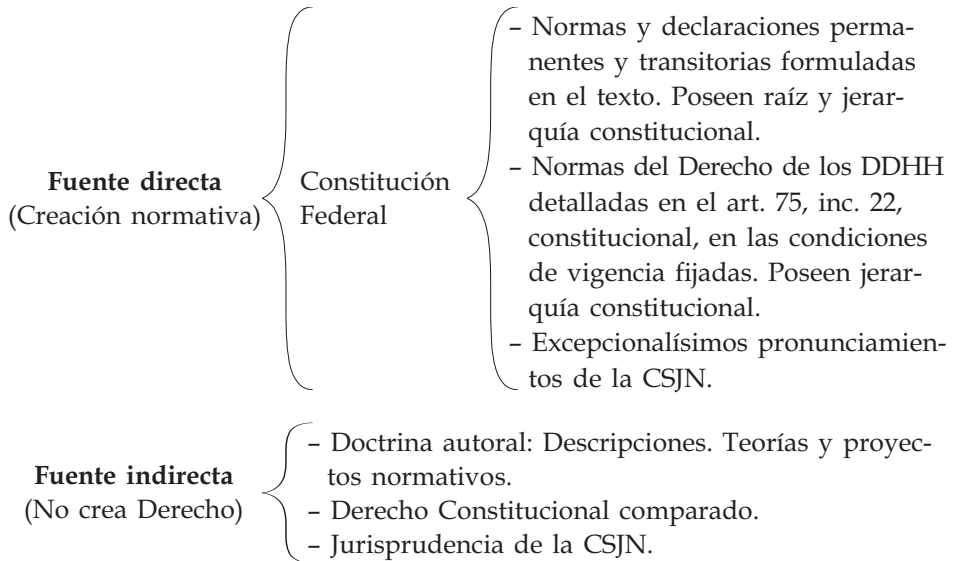 Fuente directa
(Creación normativa)
Constitución
Federal
– Normas y declaraciones perma-
nentes y transitorias formuladas
en el texto. Poseen raíz y jerar-
quía constitucional.
– Normas del Derecho de los DDHH
detalladas en el art. 75, inc. 22,
constitucional, en las condiciones
de vigencia fijadas. Poseen jerar-
quía constitucional.
– Excepcionalísimos pronunciamien-
tos de la CSJN.
Fuente indirecta
(No crea Derecho)
– Doctrina autoral: Descripciones. Teorías y proyec-
tos normativos.
– Derecho Constitucional comparado.
– Jurisprudencia de la CSJN.